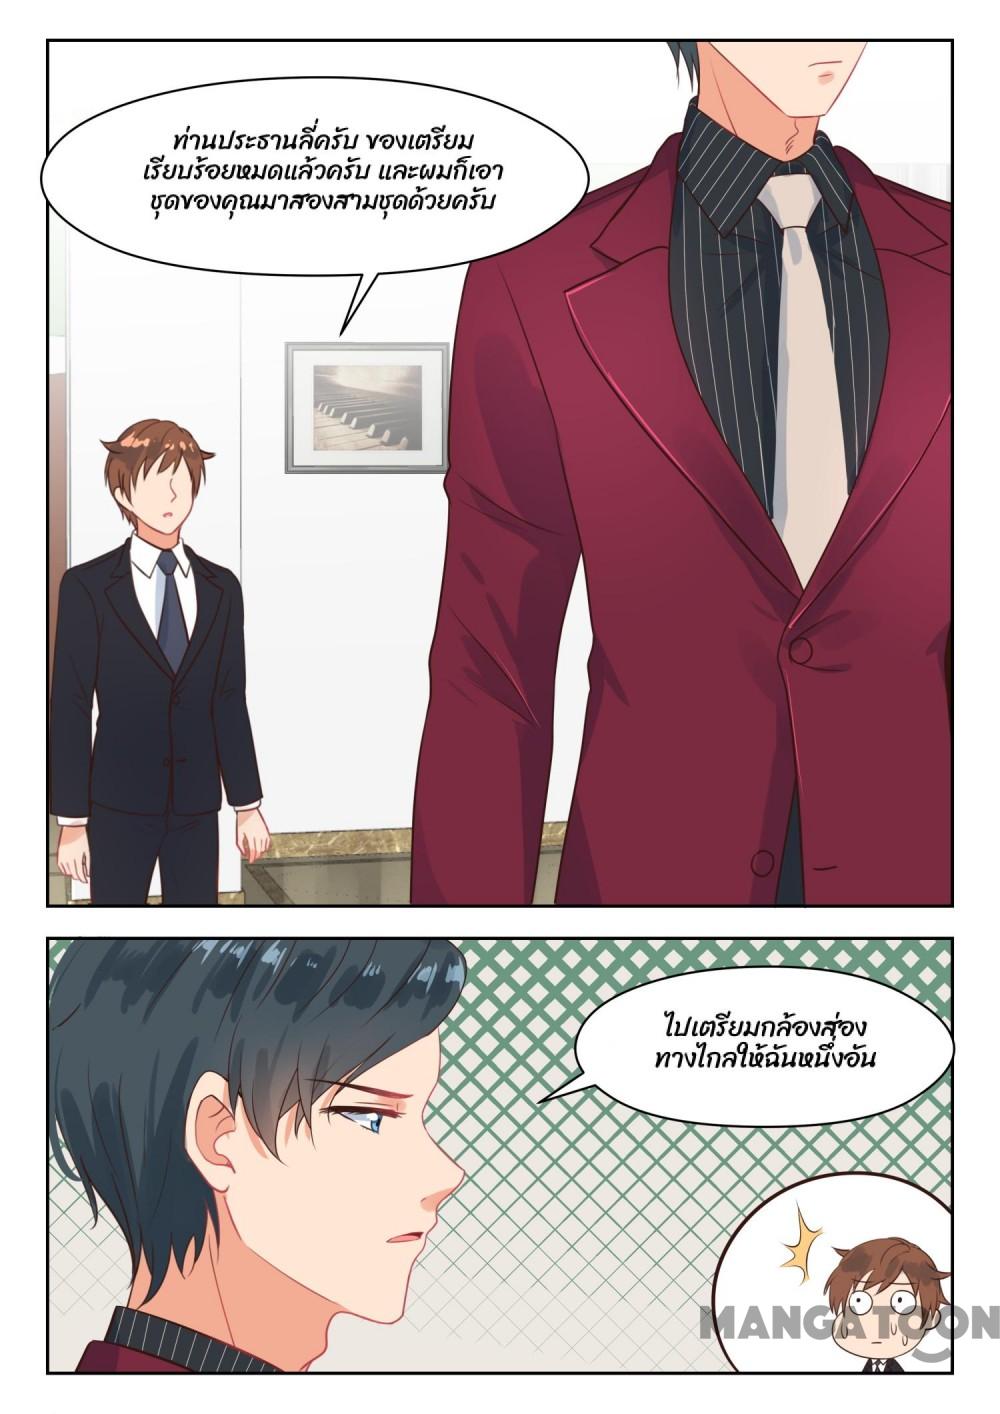 ท่านประธานลี่ครับ ของเตรียม
เรียบร้อยหมดแล้วครับ และผมก็เอา
ชุดของคุณมาสองสามชุดด้วยครับ
ไปเตรียมกล้องส่อง
ทางไกลให้ฉันหนึ่งอัน
MANGATOON